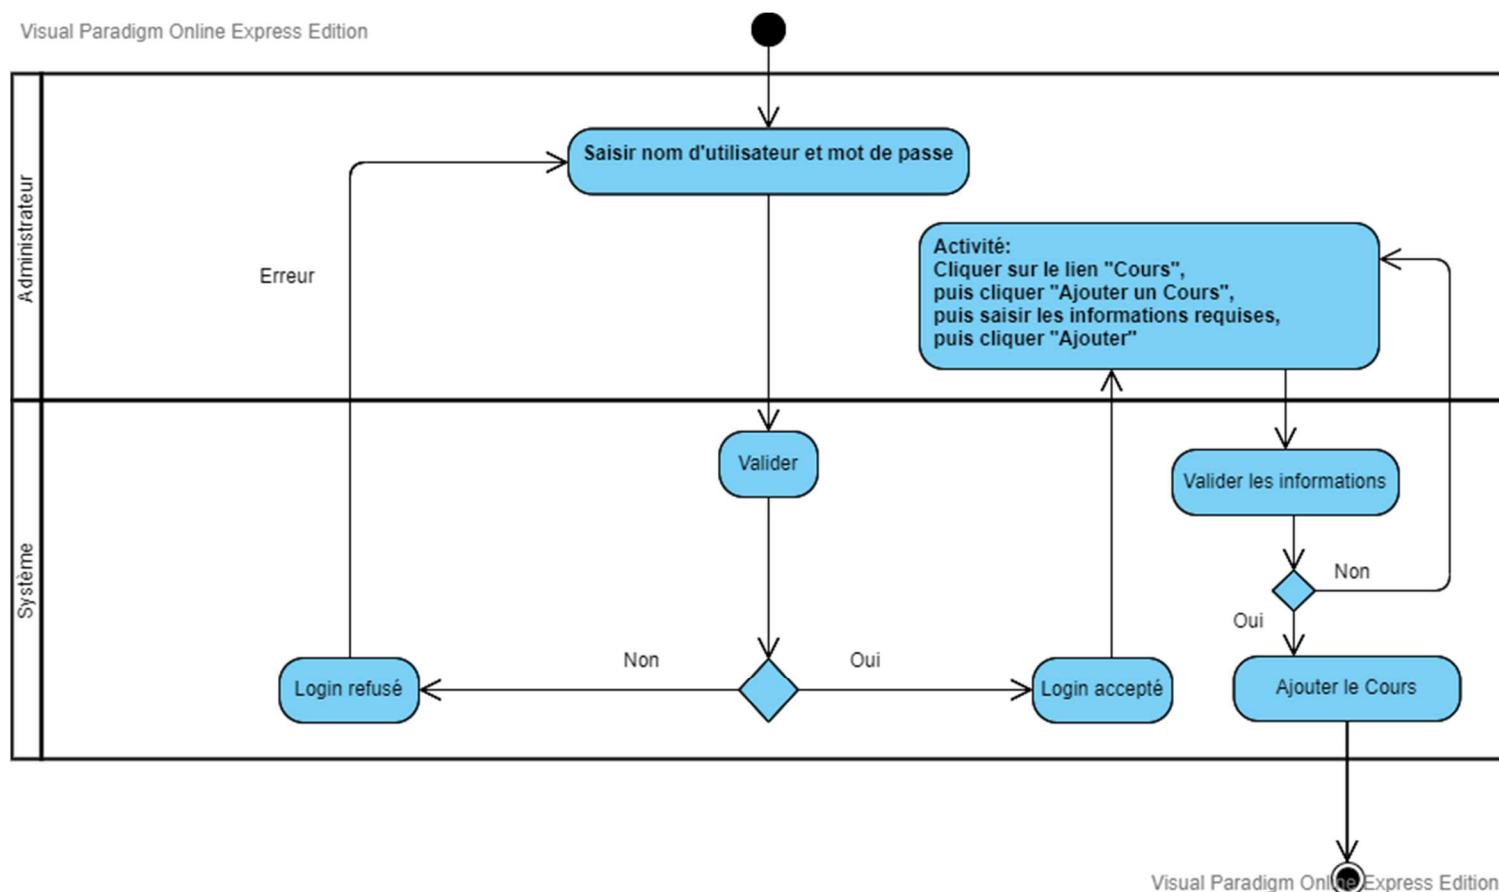 Visual Paradigm Online Express Edition
Administrateur
Saisir nom d'utilisateur et mot de passe
Erreur
Activité:
Cliquer sur le lien "Cours",
puis cliquer "Ajouter un Cours",
puis saisir les informations requises,
puis cliquer "Ajouter"
Système
Valider
Valider les informations
Non
Oui
Non
Oui
Login refusé
Login accepté
Ajouter le Cours
Visual Paradigm Online Express Edition